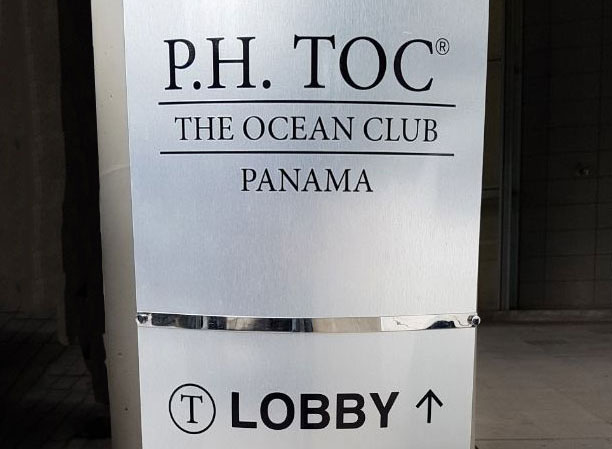 P.H. TOC®
THE OCEAN CLUB
PANAMA
T LOBBY ↑